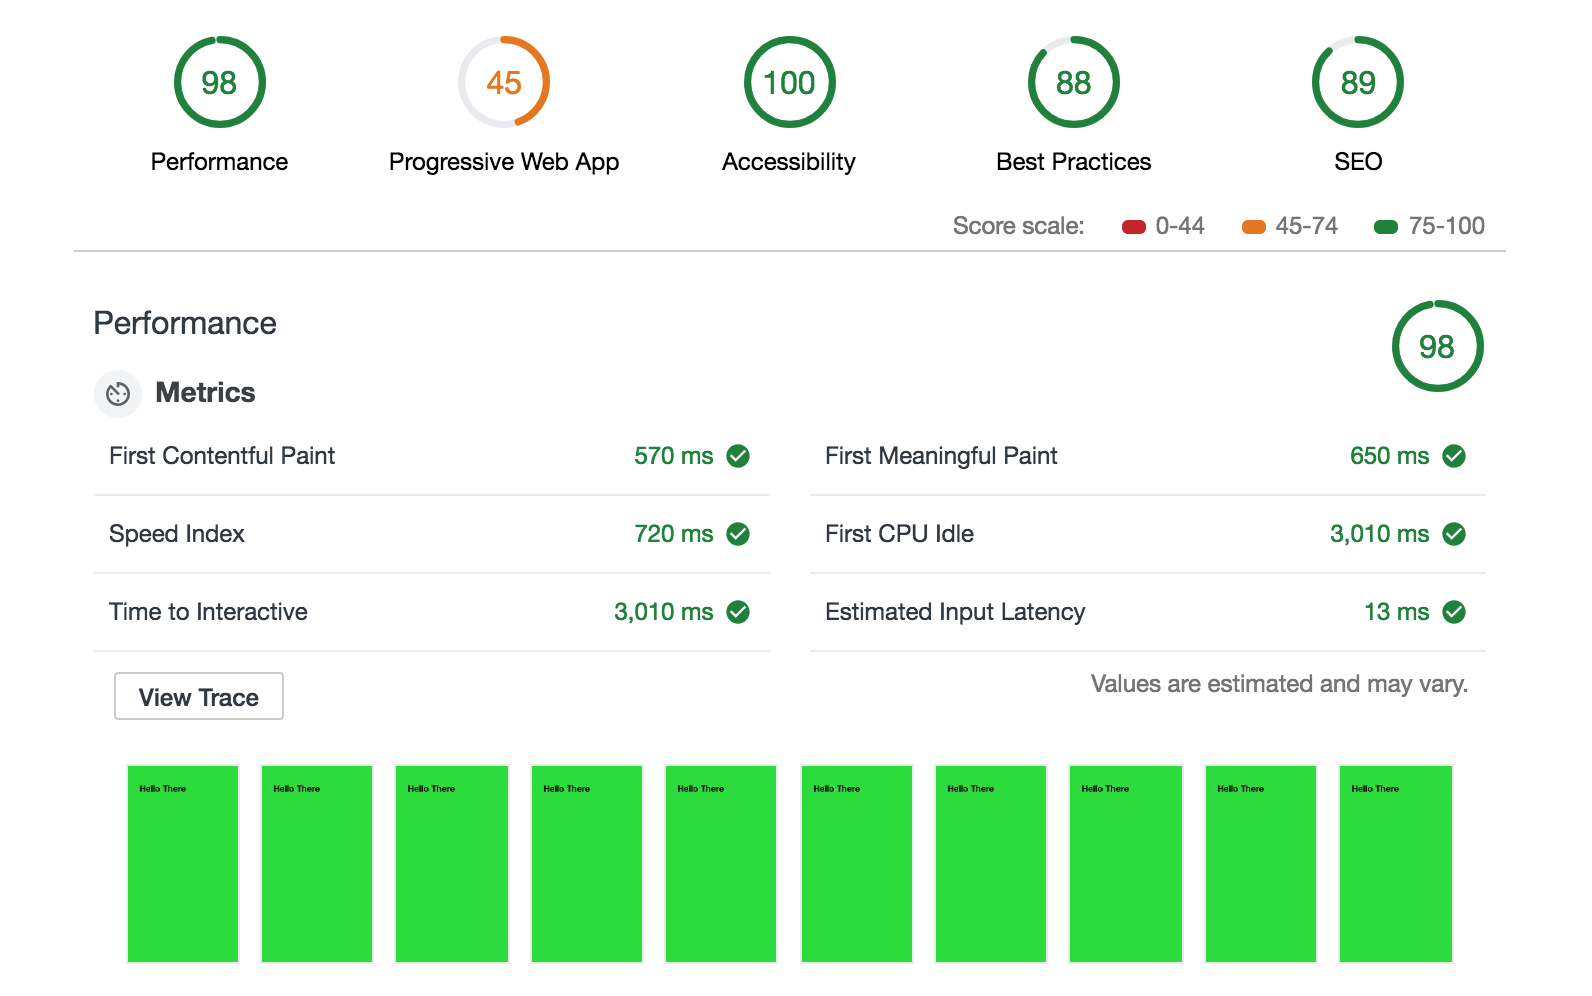 98
45
100
88
89
Performance
Progressive Web App
Accessibility
Best Practices
SEO
Score scale: 0-44 45-74 75-100
Performance
98
Metrics
First Contentful Paint 570 ms
First Meaningful Paint 650 ms
Speed Index 720 ms
First CPU Idle 3,010 ms
Time to Interactive 3,010 ms
Estimated Input Latency 13 ms
View Trace
Values are estimated and may vary.
Hello There
Hello There
Hello There
Hello There
Hello There
Hello There
Hello There
Hello There
Hello There
Hello There